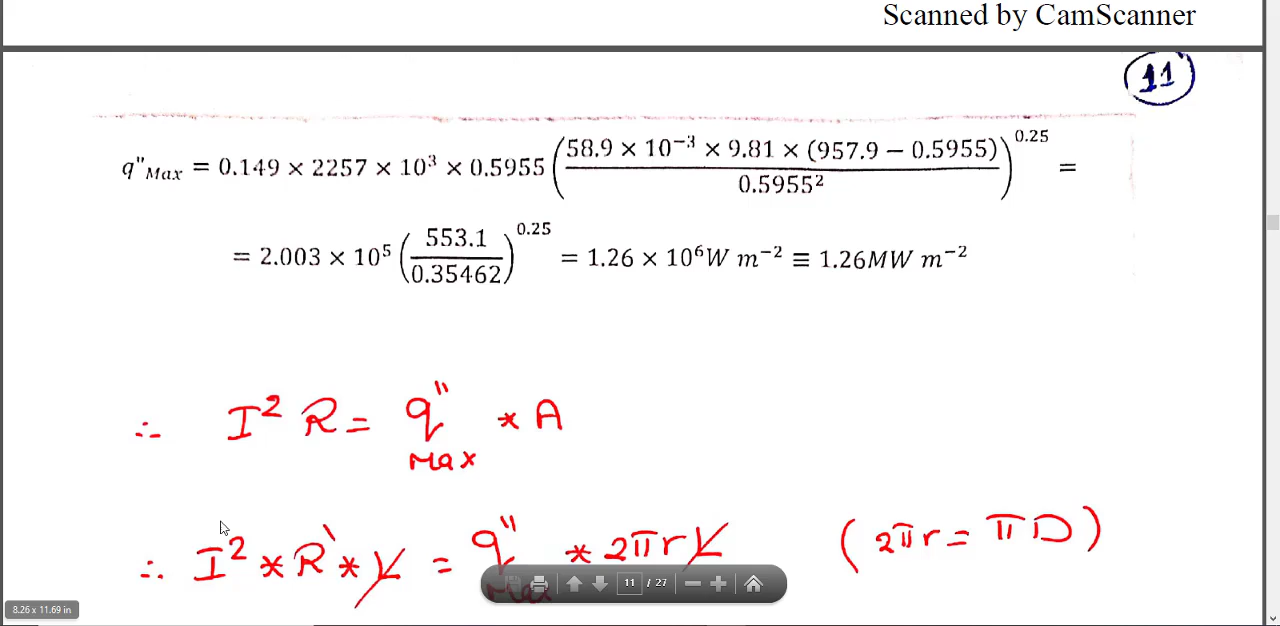 Scanned by CamScanner
11
q"Max = 0.149 × 2257 × 10³ × 0.5955 (58.9 × 10⁻³ × 9.81 × (957.9 − 0.5955) / 0.5955²)^0.25 =
= 2.003 × 10⁵ (553.1 / 0.35462)^0.25 = 1.26 × 10⁶ W m⁻² ≡ 1.26MW m⁻²
∴ I² R = q"Max * A
∴ I² * R' * L = q"Max * 2πr L (2πr = πD)
11 / 27
8.26 x 11.69 in